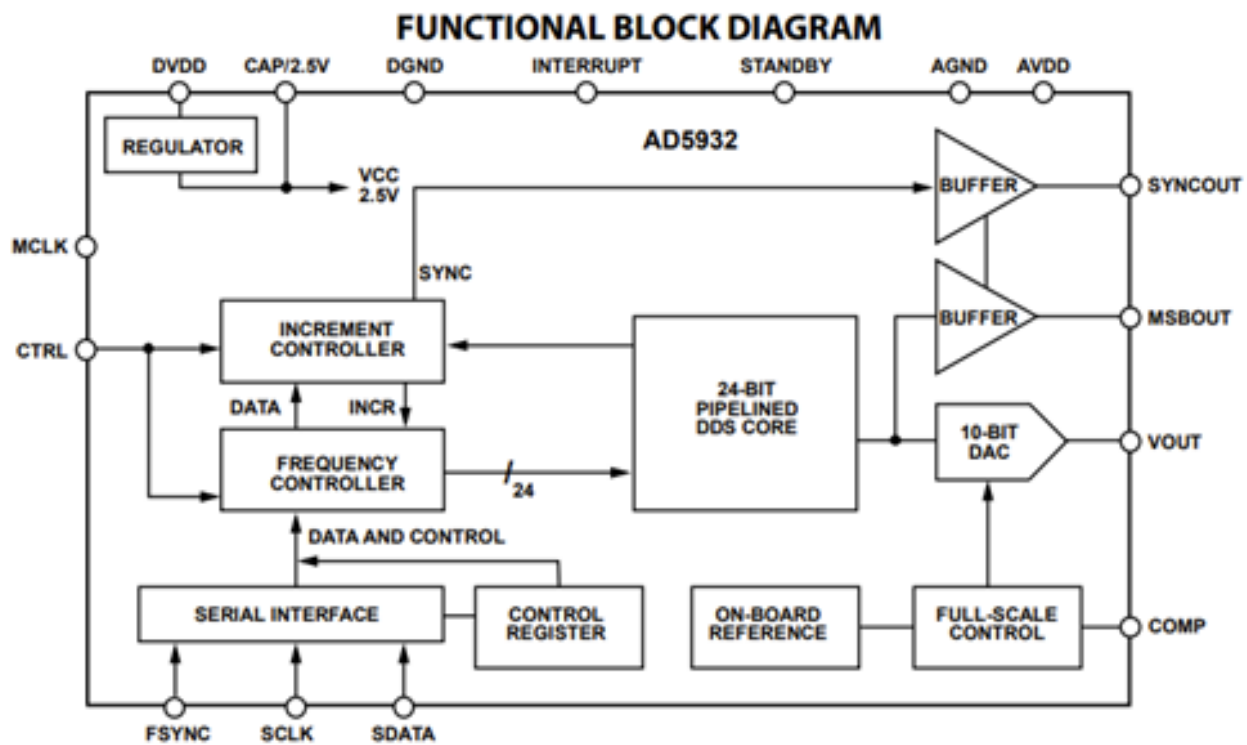 FUNCTIONAL BLOCK DIAGRAM
DVDD CAP/2.5V DGND INTERRUPT STANDBY AGND AVDD
REGULATOR
AD5932
VCC
2.5V
BUFFER
SYNCOUT
MCLK
SYNC
BUFFER
MSBOUT
CTRL
INCREMENT
CONTROLLER
DATA
INCR
24-BIT
PIPELINED
DDS CORE
10-BIT
DAC
VOUT
FREQUENCY
CONTROLLER
24
DATA AND CONTROL
SERIAL INTERFACE
CONTROL
REGISTER
ON-BOARD
REFERENCE
FULL-SCALE
CONTROL
COMP
FSYNC SCLK SDATA